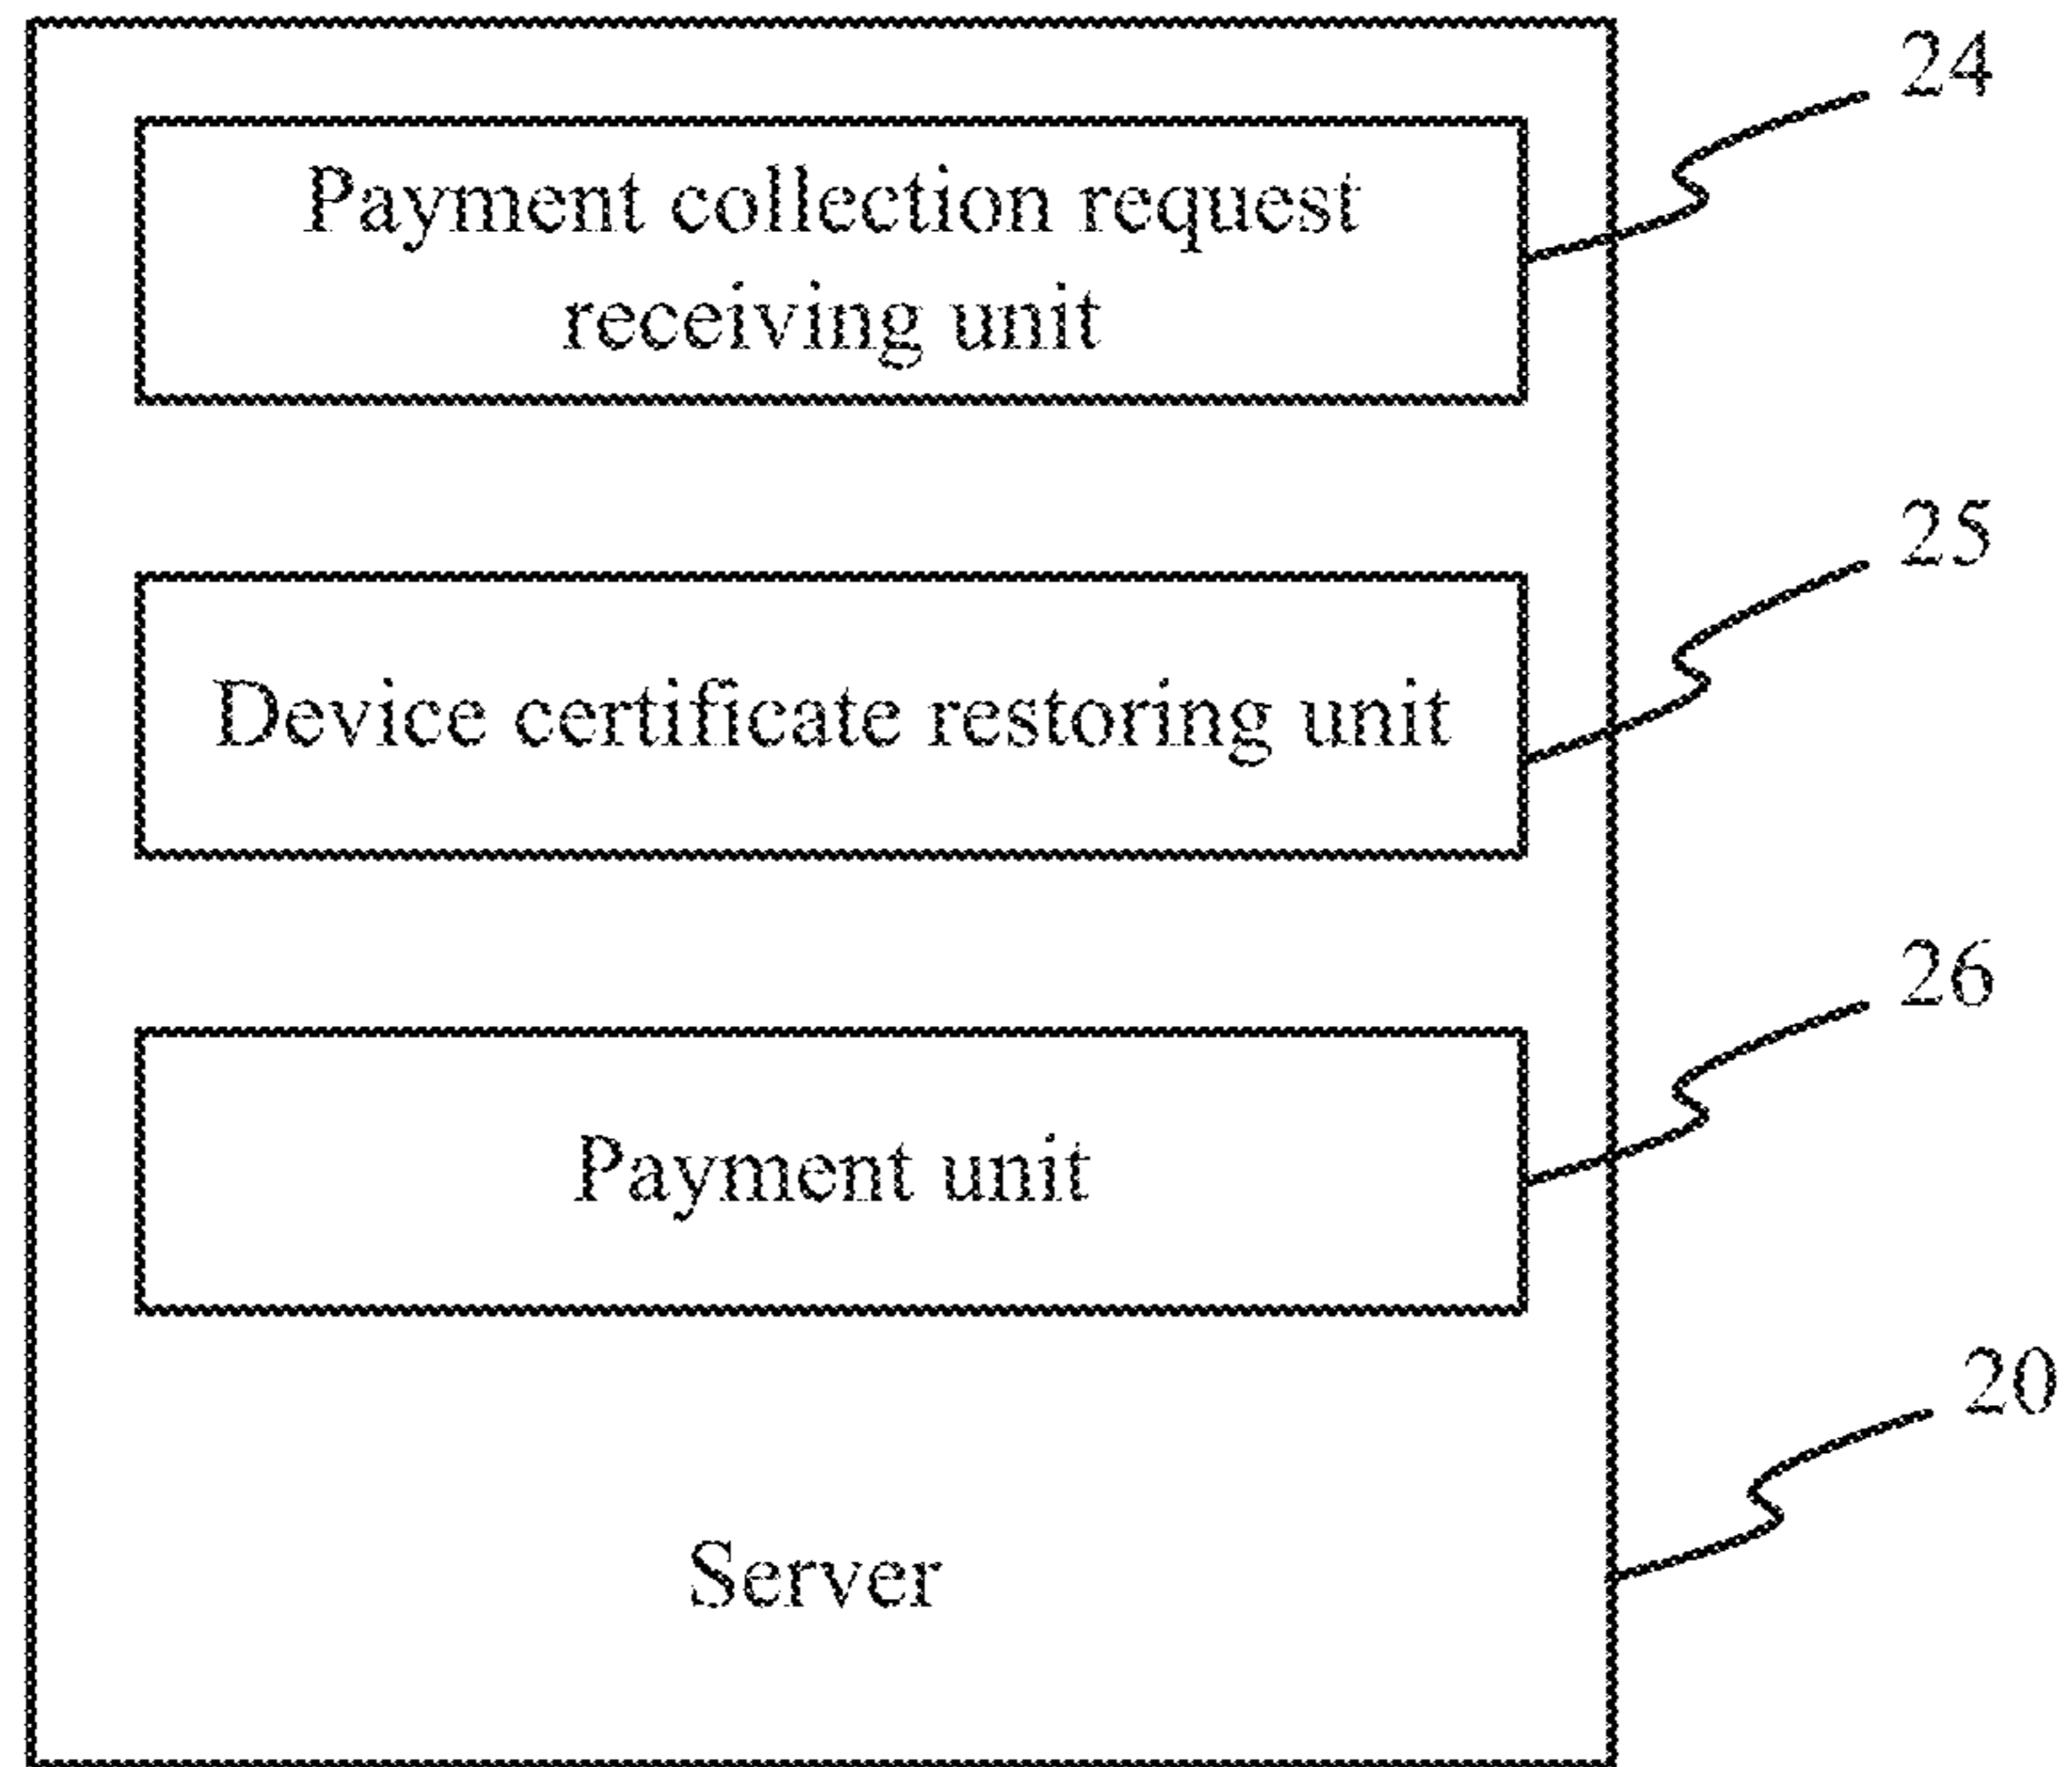 24
Payment collection request
receiving unit
25
Device certificate restoring unit
26
Payment unit
20
Server